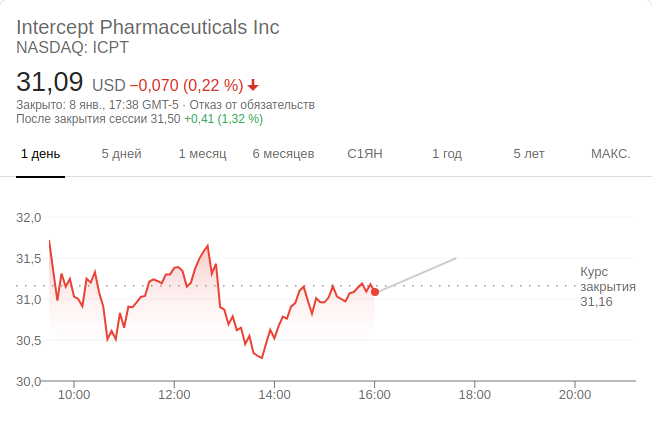 Intercept Pharmaceuticals Inc
NASDAQ: ICPT
31,09 USD −0,070 (0,22 %)
Закрыто: 8 янв., 17:38 GMT-5 · Отказ от обязательств
После закрытия сессии 31,50 +0,41 (1,32 %)
1 день 5 дней 1 месяц 6 месяцев С1ЯН 1 год 5 лет МАКС.
32,0
31,5
31,0
30,5
30,0
Курс
закрытия
31,16
10:00 12:00 14:00 16:00 18:00 20:00